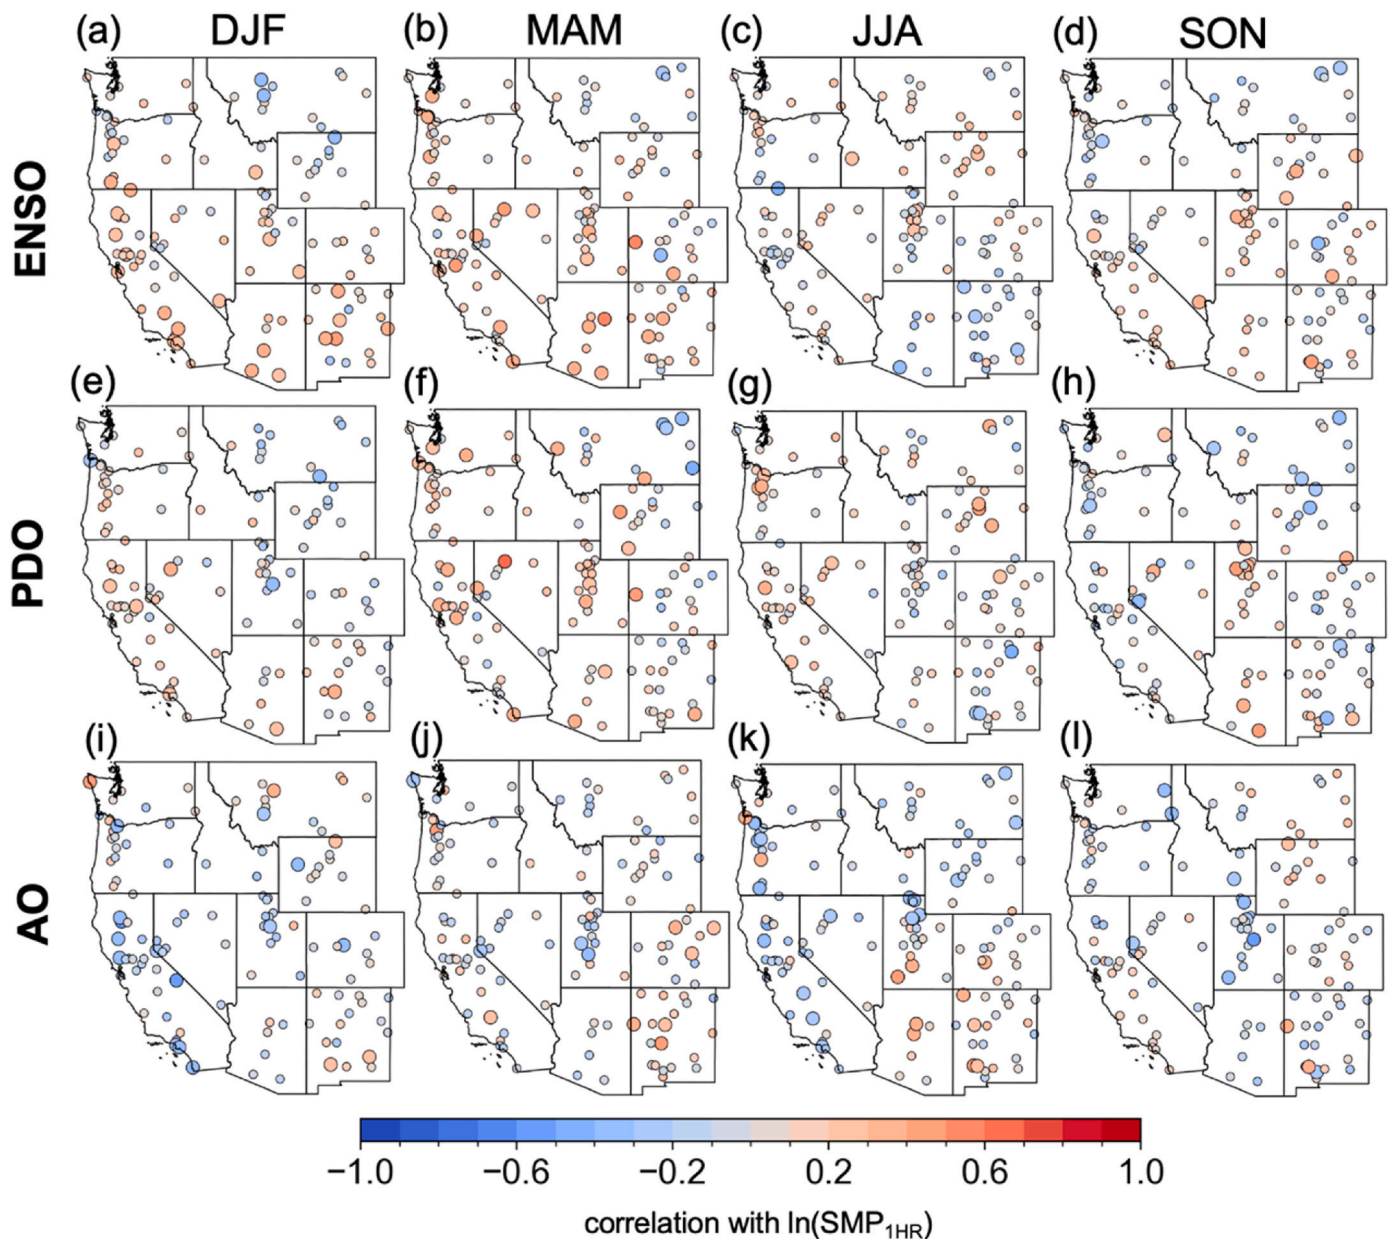 (a) DJF (b) MAM (c) JJA (d) SON
ENSO
(e) (f) (g) (h)
PDO
(i) (j) (k) (l)
AO
−1.0 −0.6 −0.2 0.2 0.6 1.0
correlation with ln(SMP1HR)